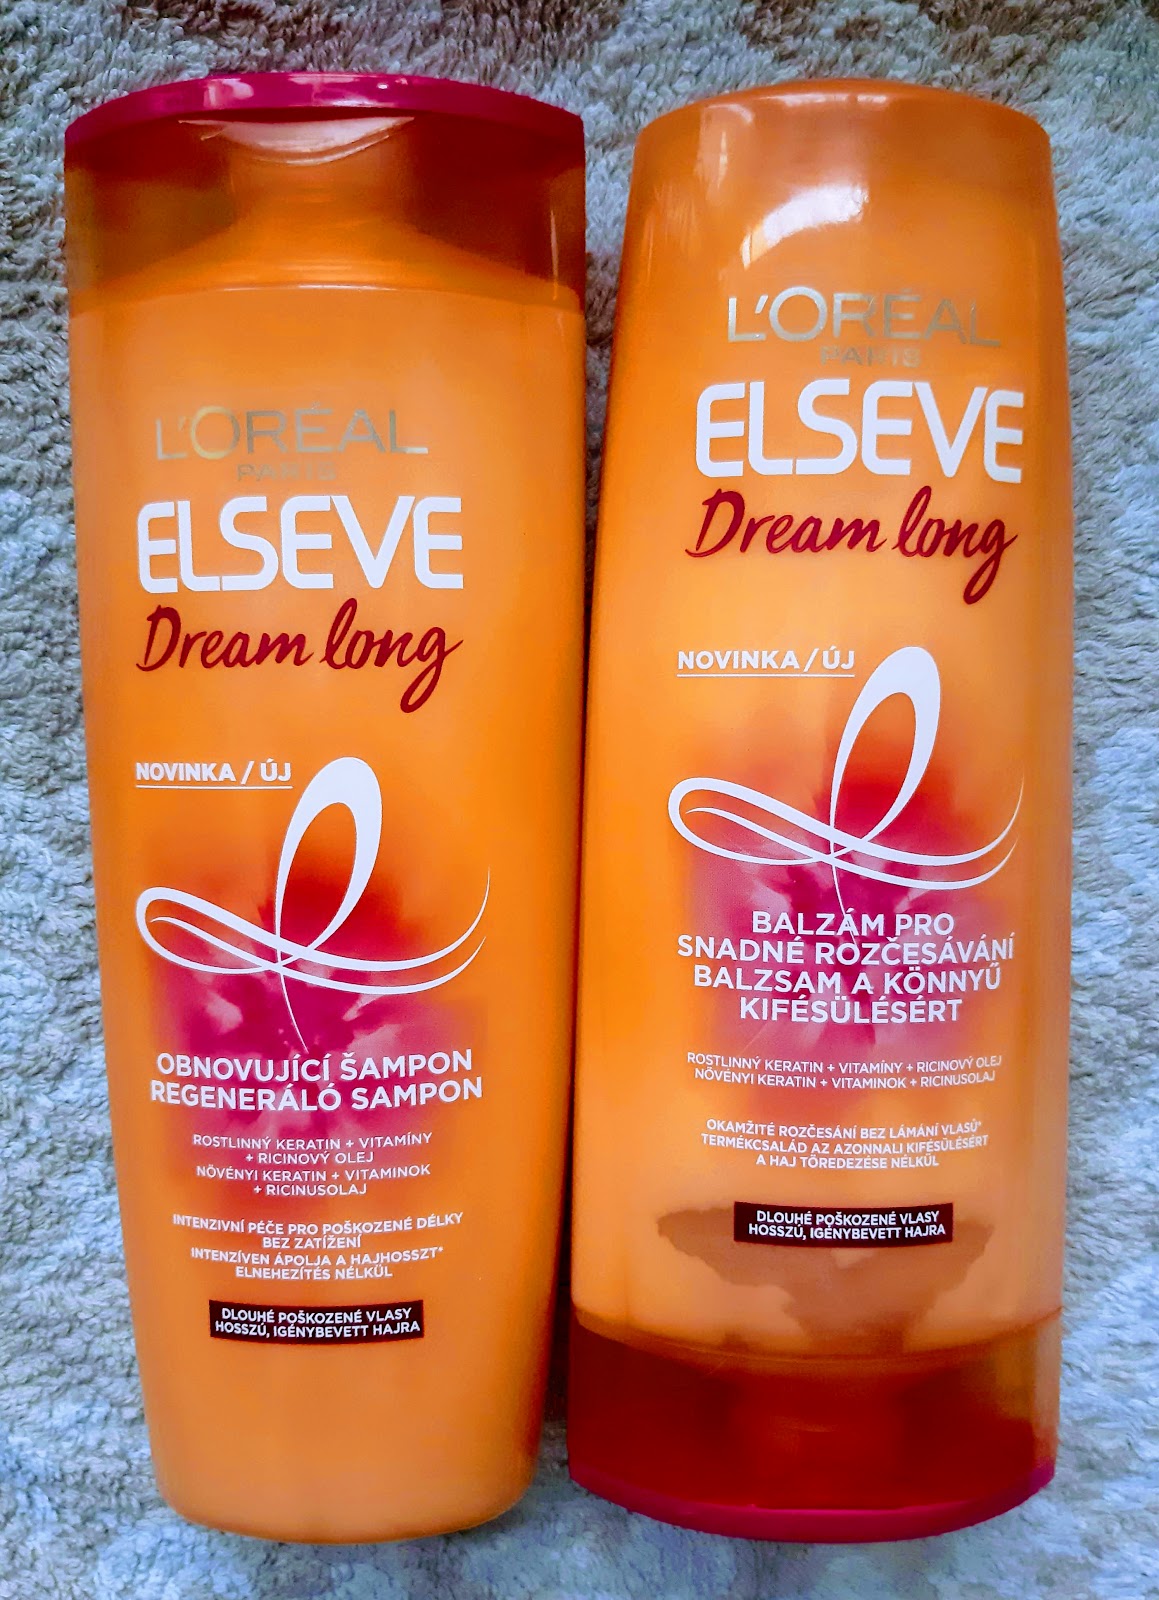 L'ORÉAL
PARIS
ELSEVE
Dream long
NOVINKA / ÚJ
OBNOVUJÍCÍ ŠAMPON
REGENERÁLÓ SAMPON
ROSTLINNÝ KERATIN + VITAMÍNY
+ RICINOVÝ OLEJ
NÖVÉNYI KERATIN + VITAMINOK
+ RICINUSOLAJ
INTENZIVNÍ PÉČE PRO POŠKOZENÉ DÉLKY
BEZ ZATÍŽENÍ
INTENZÍVEN ÁPOLJA A HAJHOSSZT*
ELNEHEZÍTÉS NÉLKÜL
DLOUHÉ POŠKOZENÉ VLASY
HOSSZÚ, IGÉNYBEVETT HAJRA
L'ORÉAL
PARIS
ELSEVE
Dream long
NOVINKA / ÚJ
BALZÁM PRO
SNADNÉ ROZČESÁVÁNÍ
BALZSAM A KÖNNYŰ
KIFÉSÜLÉSÉRT
ROSTLINNÝ KERATIN + VITAMÍNY + RICINOVÝ OLEJ
NÖVÉNYI KERATIN + VITAMINOK + RICINUSOLAJ
OKAMŽITÉ ROZČESÁNÍ BEZ LÁMÁNÍ VLASŮ*
TERMÉKCSALÁD AZ AZONNALI KIFÉSÜLÉSÉRT
A HAJ TÖREDEZÉSE NÉLKÜL
DLOUHÉ POŠKOZENÉ VLASY
HOSSZÚ, IGÉNYBEVETT HAJRA